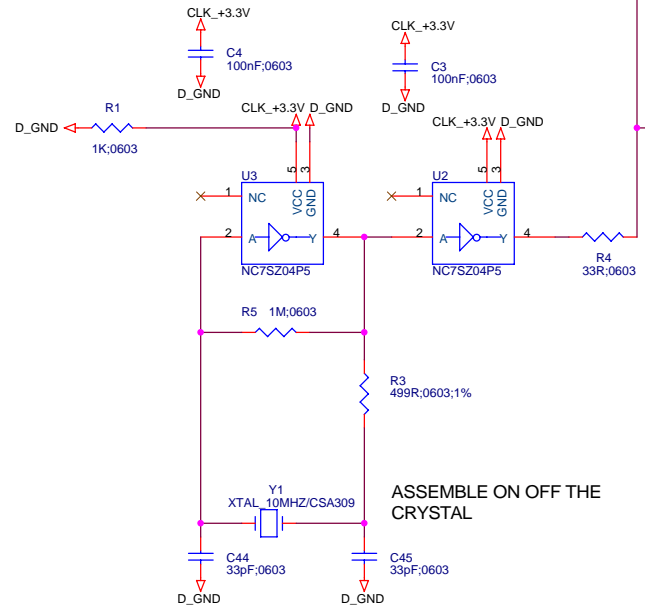 CLK_+3.3V
C4
100nF;0603
D_GND
CLK_+3.3V
C3
100nF;0603
D_GND
R1
D_GND
1K;0603
CLK_+3.3V D_GND
CLK_+3.3V D_GND
U3
5
3
1
NC
VCC
GND
2
A
Y
4
NC7SZ04P5
U2
5
3
1
NC
VCC
GND
2
A
Y
4
NC7SZ04P5
R4
33R;0603
R5 1M;0603
R3
499R;0603;1%
Y1
XTAL_10MHZ/CSA309
ASSEMBLE ON OFF THE
CRYSTAL
C44
33pF;0603
D_GND
C45
33pF;0603
D_GND